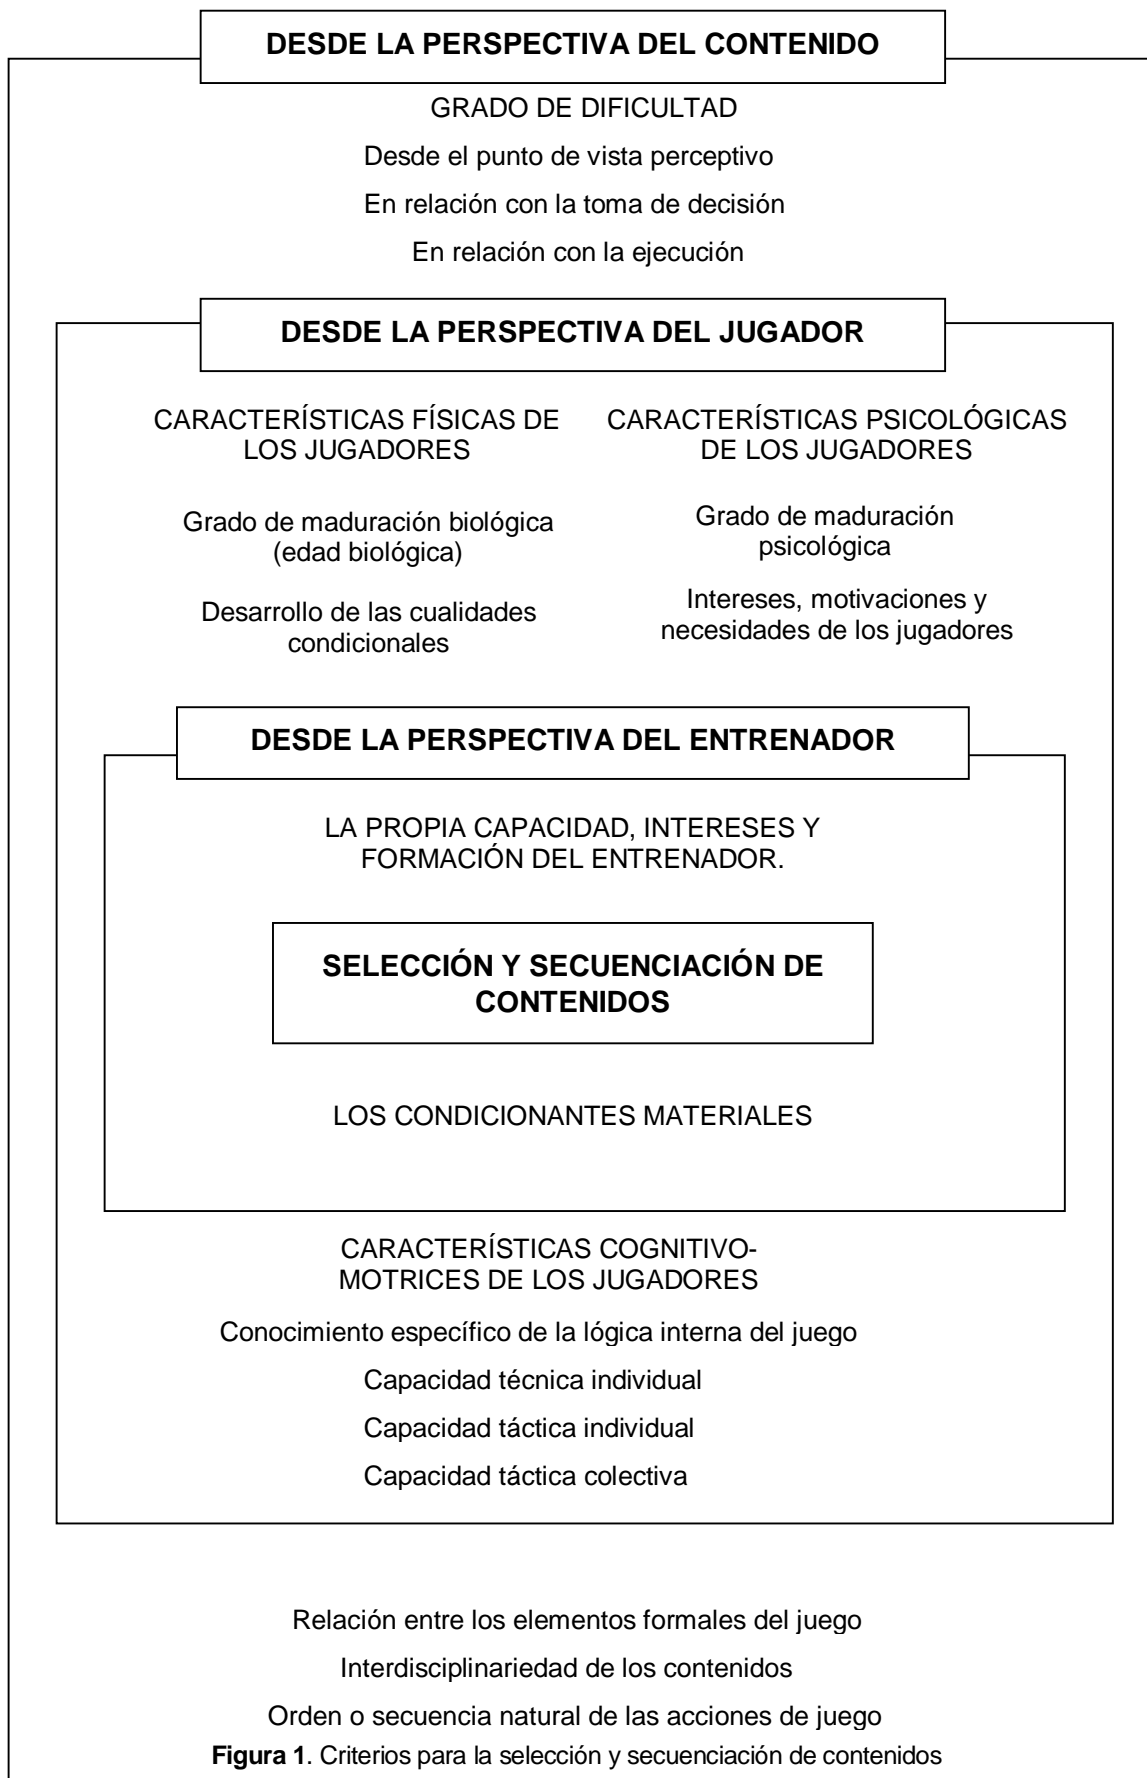 DESDE LA PERSPECTIVA DEL CONTENIDO
GRADO DE DIFICULTAD
Desde el punto de vista perceptivo
En relación con la toma de decisión
En relación con la ejecución
DESDE LA PERSPECTIVA DEL JUGADOR
CARACTERÍSTICAS FÍSICAS DE
LOS JUGADORES
Grado de maduración biológica
(edad biológica)
Desarrollo de las cualidades
condicionales
CARACTERÍSTICAS PSICOLÓGICAS
DE LOS JUGADORES
Grado de maduración
psicológica
Intereses, motivaciones y
necesidades de los jugadores
DESDE LA PERSPECTIVA DEL ENTRENADOR
LA PROPIA CAPACIDAD, INTERESES Y
FORMACIÓN DEL ENTRENADOR.
SELECCIÓN Y SECUENCIACIÓN DE
CONTENIDOS
LOS CONDICIONANTES MATERIALES
CARACTERÍSTICAS COGNITIVO-
MOTRICES DE LOS JUGADORES
Conocimiento específico de la lógica interna del juego
Capacidad técnica individual
Capacidad táctica individual
Capacidad táctica colectiva
Relación entre los elementos formales del juego
Interdisciplinariedad de los contenidos
Orden o secuencia natural de las acciones de juego
Figura 1. Criterios para la selección y secuenciación de contenidos